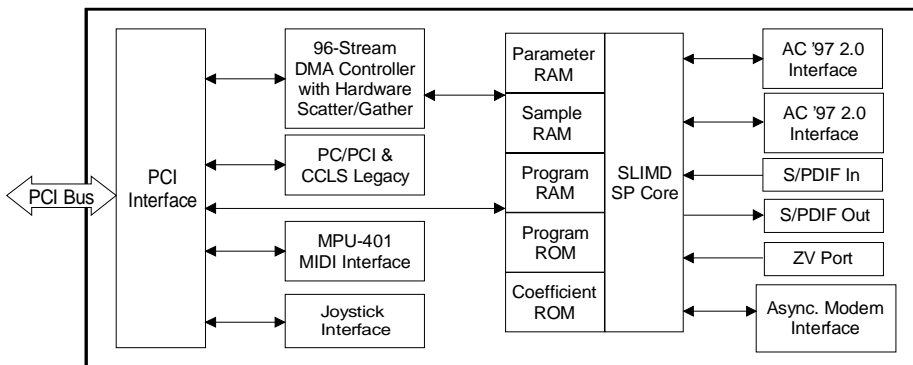 96-Stream
DMA Controller
with Hardware
Scatter/Gather
PC/PCI &
CCLS Legacy
PCI Bus
PCI
Interface
MPU-401
MIDI Interface
Joystick
Interface
Parameter
RAM
Sample
RAM
Program
RAM
Program
ROM
Coefficient
ROM
SLIMD
SP Core
AC '97 2.0
Interface
AC '97 2.0
Interface
S/PDIF In
S/PDIF Out
ZV Port
Async. Modem
Interface